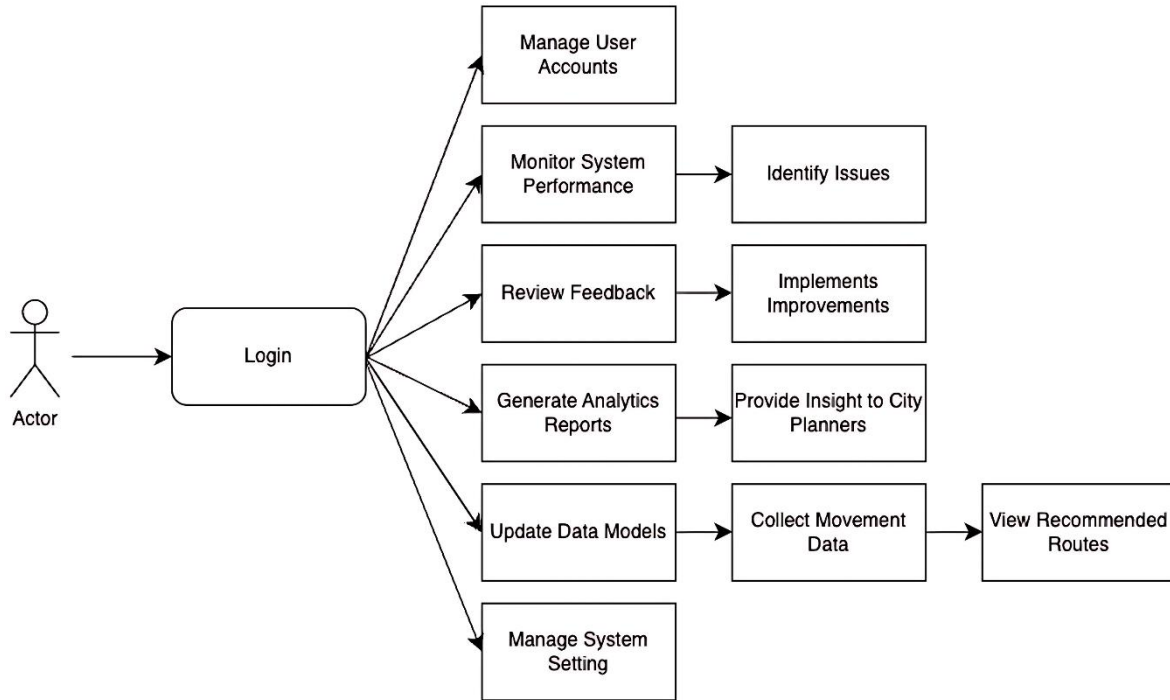 Manage User
Accounts
Monitor System
Performance
Identify Issues
Review Feedback
Implements
Improvements
Login
Actor
Generate Analytics
Reports
Provide Insight to City
Planners
Update Data Models
Collect Movement
Data
View Recommended
Routes
Manage System
Setting